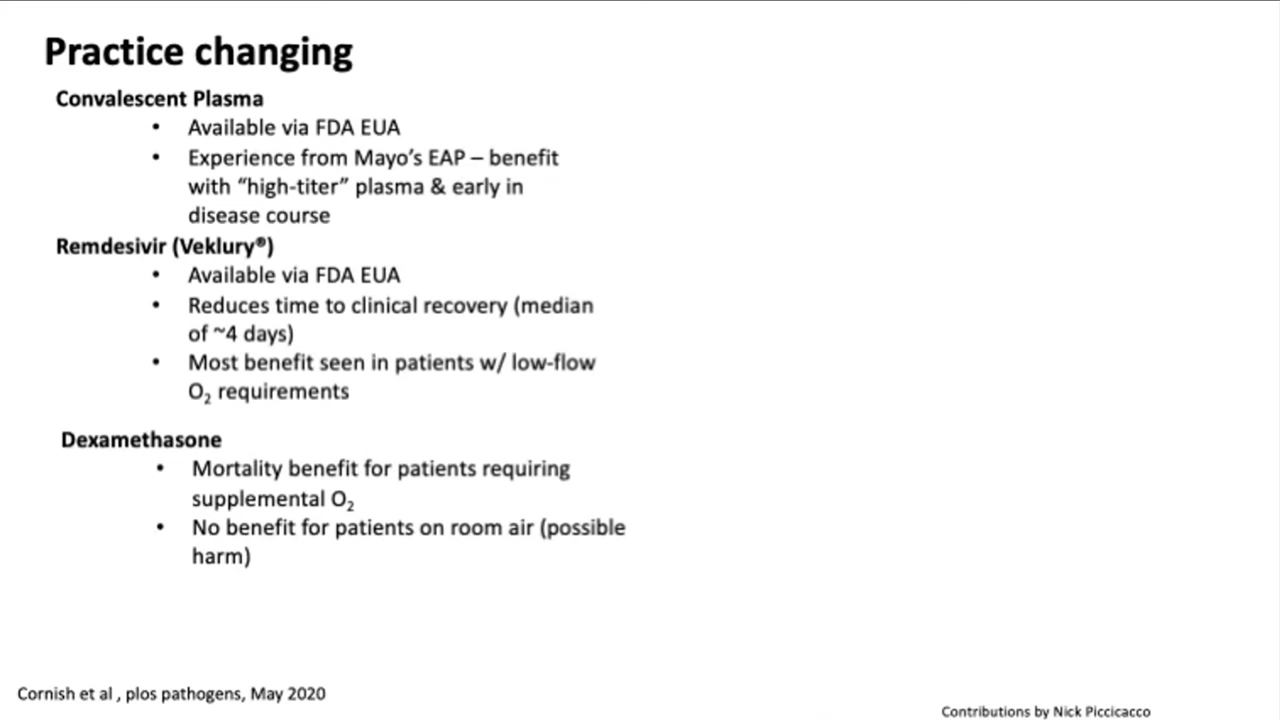 Practice changing
Convalescent Plasma
• Available via FDA EUA
• Experience from Mayo's EAP – benefit
with “high-titer” plasma & early in
disease course
Remdesivir (Veklury®)
• Available via FDA EUA
• Reduces time to clinical recovery (median
of ~4 days)
• Most benefit seen in patients w/ low-flow
O₂ requirements
Dexamethasone
• Mortality benefit for patients requiring
supplemental O₂
• No benefit for patients on room air (possible
harm)
Cornish et al , plos pathogens, May 2020
Contributions by Nick Piccicacco